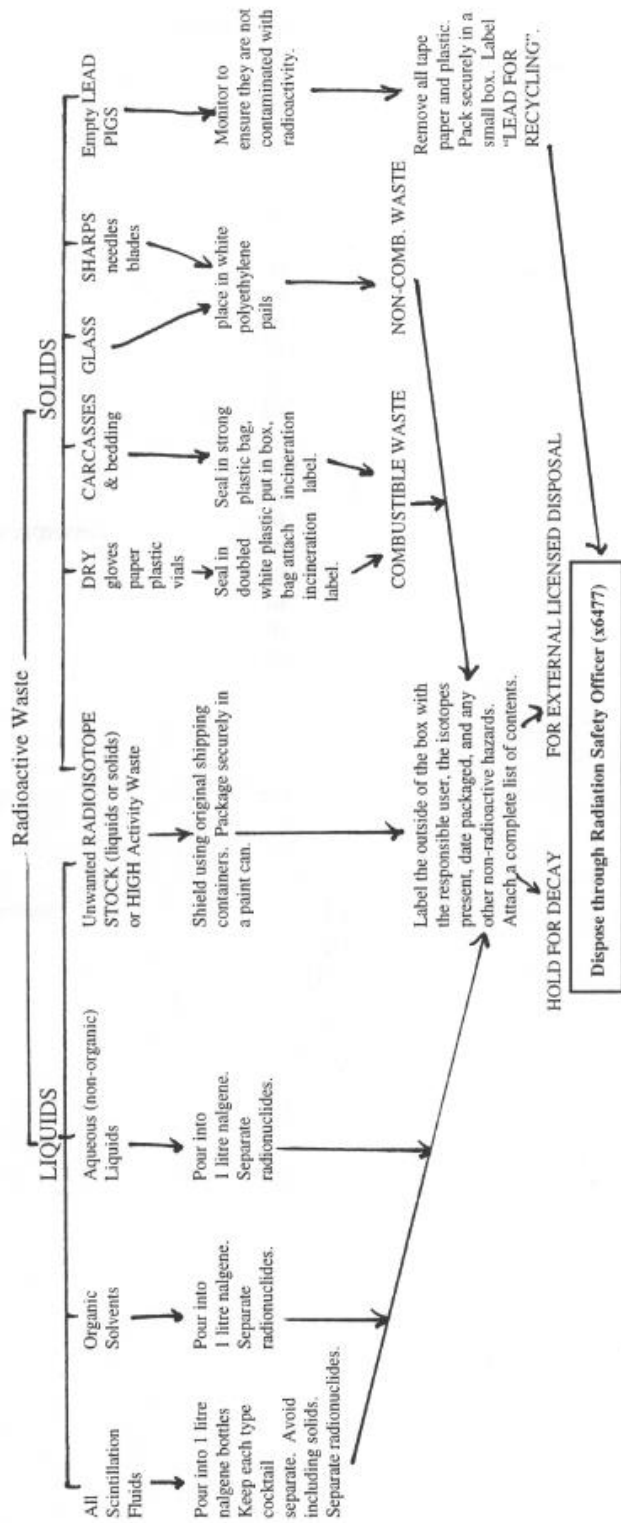 Radioactive Waste
LIQUIDS
SOLIDS
All
Scintillation
Fluids
Organic
Solvents
Aqueous (non-organic)
Liquids
Unwanted RADIOISOTOPE
STOCK (liquids or solids)
or HIGH Activity Waste
DRY
gloves
paper
plastic
vials
CARCASSES
& bedding
GLASS
SHARPS
needles
blades
Empty LEAD
PIGS
Pour into 1 litre
nalgene bottles
Keep each type
cocktail
separate. Avoid
including solids.
Separate radionuclides.
Pour into
1 litre nalgene.
Separate
radionuclides.
Pour into
1 litre nalgene.
Separate
radionuclides.
Shield using original shipping
containers. Package securely in
a paint can.
Seal in
doubled
white plastic
bag attach
incineration
label.
Seal in strong
plastic bag,
put in box,
attach
incineration
label.
place in white
polyethylene
pails
Monitor to
ensure they are not
contaminated with
radioactivity.
COMBUSTIBLE WASTE
NON-COMB. WASTE
Remove all tape
paper and plastic.
Pack securely in a
small box. Label
"LEAD FOR
RECYCLING".
Label the outside of the box with
the responsible user, the isotopes
present, date packaged, and any
other non-radioactive hazards.
Attach a complete list of contents.
HOLD FOR DECAY
FOR EXTERNAL LICENSED DISPOSAL
Dispose through Radiation Safety Officer (x6477)